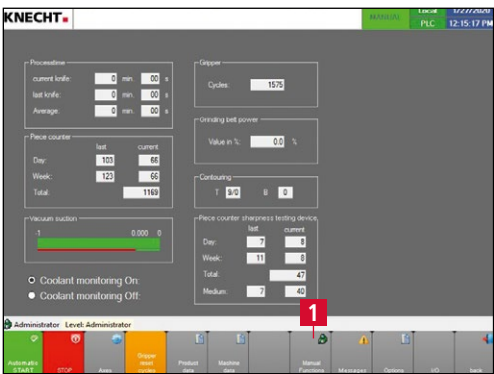 KNECHT
MANUAL
Local
PLC
1/27/2020
12:15:17 PM
Processtime
current knife: 0 min. 00 s
last knife: 0 min. 00 s
Average: 0 min. 00 s
Gripper
Cycles: 1575
Grinding belt power
Value in %: 0.0 %
Piece counter
last current
Day: 103 66
Week: 123 66
Total: 1169
Contouring
T 9/0 B 0
Vacuum suction
-1 0.000 0
Piece counter sharpness testing device
last current
Day: 7 8
Week: 11 8
Total: 47
Medium: 7 40
Coolant monitoring On:
Coolant monitoring Off:
1
Administrator Level: Administrator
Automatic START
STOP
Axes
Gripper reset cycles
Product data
Machine data
Manual Functions
Messages
Options
I/O
back